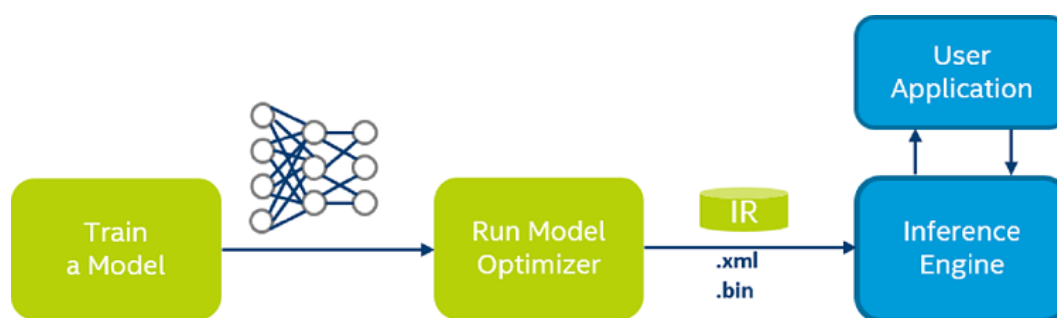 User
Application
Train
a Model
Run Model
Optimizer
IR
.xml
.bin
Inference
Engine